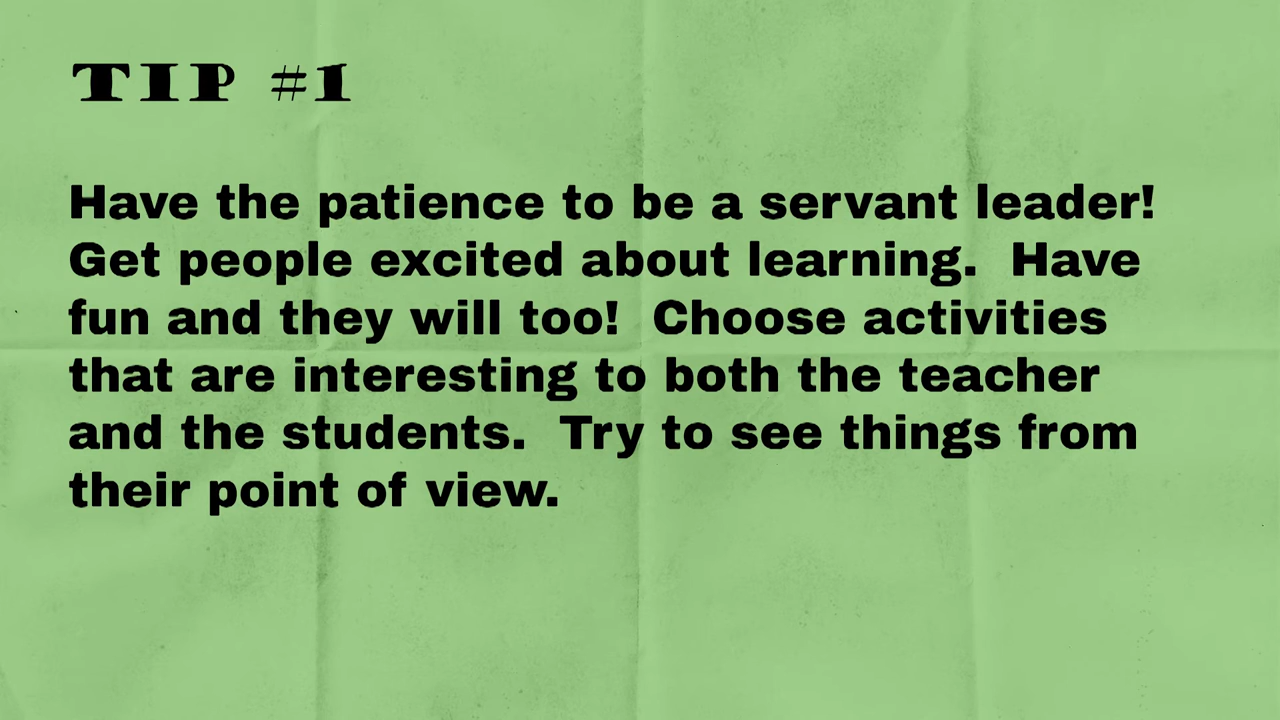 TIP #1
Have the patience to be a servant leader!
Get people excited about learning.  Have
fun and they will too!  Choose activities
that are interesting to both the teacher
and the students.  Try to see things from
their point of view.